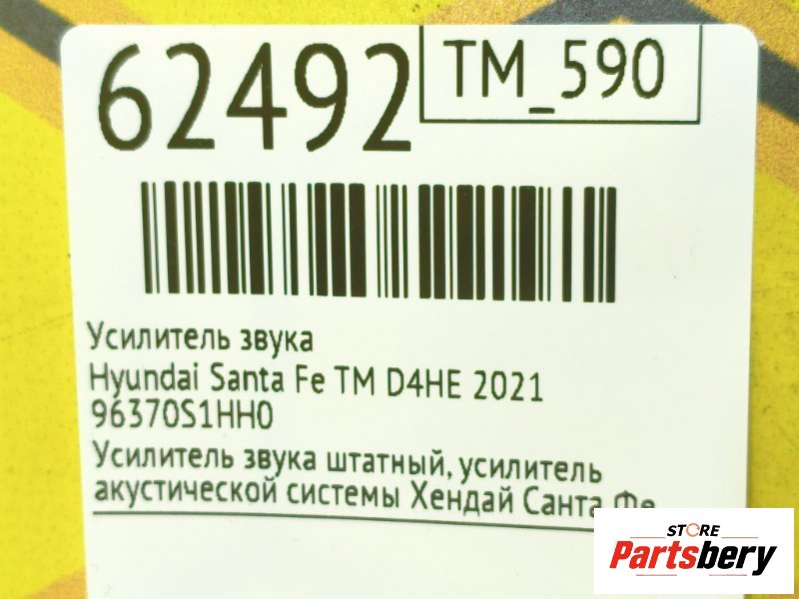 62492
TM_590
Усилитель звука
Hyundai Santa Fe TM D4HE 2021
96370S1HH0
Усилитель звука штатный, усилитель
акустической системы Хендай Санта Фе
STORE
Partsbery